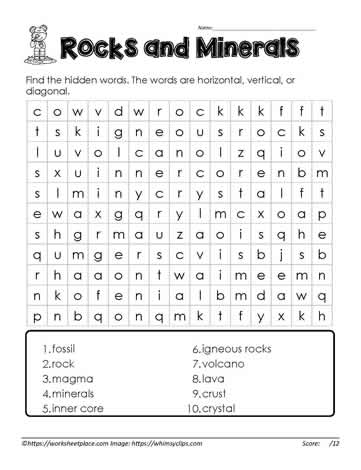 Name:
Rocks and Minerals
Find the hidden words. The words are horizontal, vertical, or
diagonal.
c o w v d w r o c k k k f f t
t s k i g n e o u s r o c k s
l u v o l c a n o l z q i o v
s x u i n n e r c o r e n b m
s l m i n y c r y s t a l f t
e w a x g q r y l m c x o a p
s h g r m a u z a o i s q h e
q u m g e r s c v i s b j s b
r h a a o n t w a i m e e m n
n k o f e n i a l b m d a w q
p n b q o n q m k t f y x k h
1.fossil
2.rock
3.magma
4.minerals
5.inner core
6.igneous rocks
7.volcano
8.lava
9.crust
10.crystal
©https://worksheetplace.com Image: https://whimsyclips.com
Score: /12